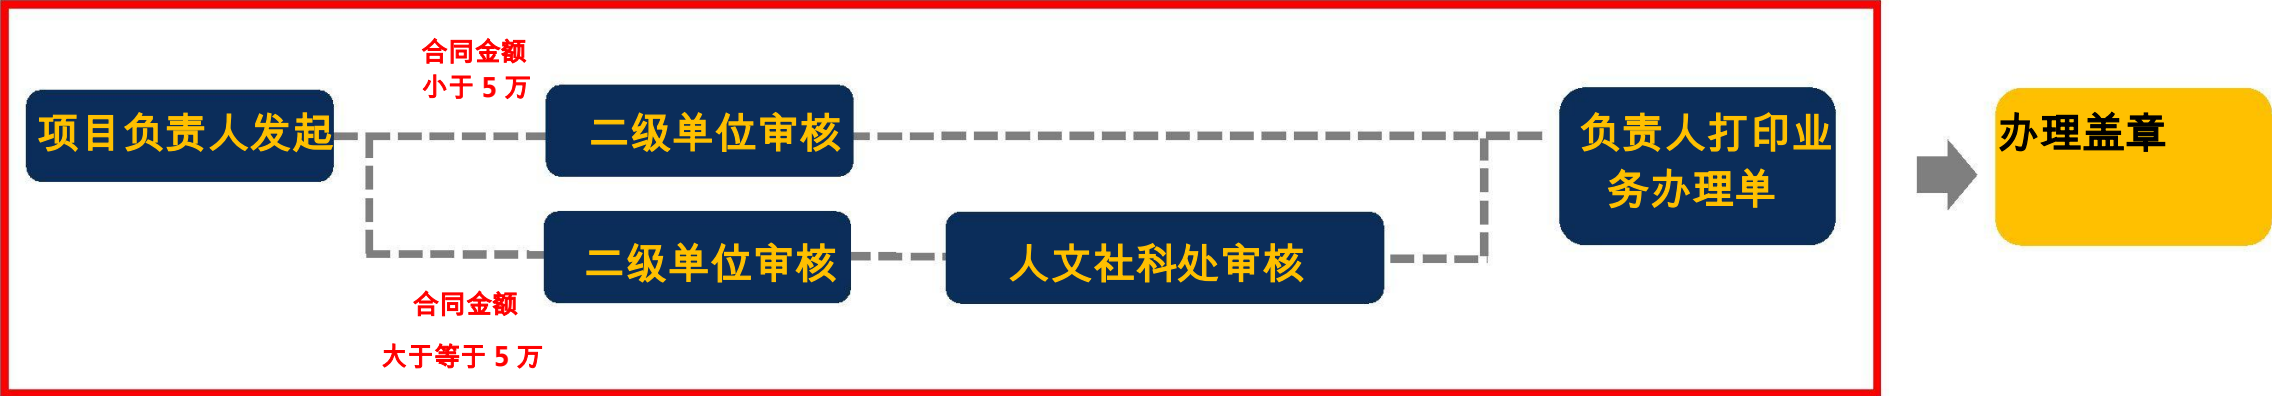 合同金额
小于 5 万
项目负责人发起
二级单位审核
负责人打印业
务办理单
办理盖章
二级单位审核
人文社科处审核
合同金额
大于等于 5 万